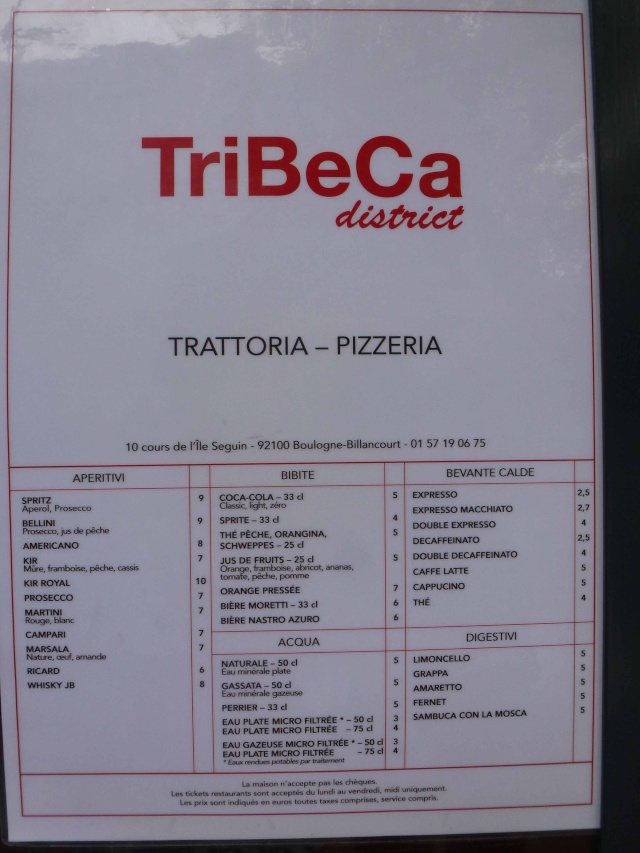 TriBeCa
district
TRATTORIA – PIZZERIA
10 cours de l'Île Seguin - 92100 Boulogne-Billancourt - 01 57 19 06 75
APERITIVI
SPRITZ 9
Aperol, Prosecco
BELLINI 9
Prosecco, jus de pêche
AMERICANO 8
KIR 7
Mûre, framboise, pêche, cassis
KIR ROYAL 10
PROSECCO 7
MARTINI 7
Rouge, blanc
CAMPARI 7
MARSALA 7
Nature, œuf, amande
RICARD 6
WHISKY JB 8
BIBITE
COCA-COLA – 33 cl 5
Classic, light, zéro
SPRITE – 33 cl 4
THÉ PÊCHE, ORANGINA, 5
SCHWEPPES – 25 cl
JUS DE FRUITS – 25 cl 5
Orange, framboise, abricot, ananas,
tomate, pêche, pomme
ORANGE PRESSÉE 7
BIÈRE MORETTI – 33 cl 6
BIÈRE NASTRO AZURO 6
ACQUA
NATURALE – 50 cl 5
Eau minérale plate
GASSATA – 50 cl 5
Eau minérale gazeuse
PERRIER – 33 cl 5
EAU PLATE MICRO FILTRÉE * – 50 cl 3
EAU PLATE MICRO FILTRÉE – 75 cl 4
EAU GAZEUSE MICRO FILTRÉE * – 50 cl 3
EAU PLATE MICRO FILTRÉE – 75 cl 4
* Eaux rendues potables par traitement
BEVANTE CALDE
EXPRESSO 2,5
EXPRESSO MACCHIATO 2,7
DOUBLE EXPRESSO 4
DECAFFEINATO 2,5
DOUBLE DECAFFEINATO 4
CAFFE LATTE 5
CAPPUCINO 5
THÉ 4
DIGESTIVI
LIMONCELLO 5
GRAPPA 5
AMARETTO 5
FERNET 5
SAMBUCA CON LA MOSCA 5
La maison n'accepte pas les chèques.
Les tickets restaurants sont acceptés du lundi au vendredi, midi uniquement.
Les prix sont indiqués en euros toutes taxes comprises, service compris.